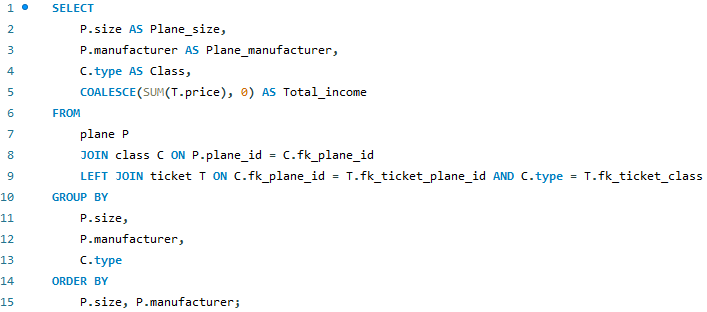 1 SELECT
2 P.size AS Plane_size,
3 P.manufacturer AS Plane_manufacturer,
4 C.type AS Class,
5 COALESCE(SUM(T.price), 0) AS Total_income
6 FROM
7 plane P
8 JOIN class C ON P.plane_id = C.fk_plane_id
9 LEFT JOIN ticket T ON C.fk_plane_id = T.fk_ticket_plane_id AND C.type = T.fk_ticket_class
10 GROUP BY
11 P.size,
12 P.manufacturer,
13 C.type
14 ORDER BY
15 P.size, P.manufacturer;